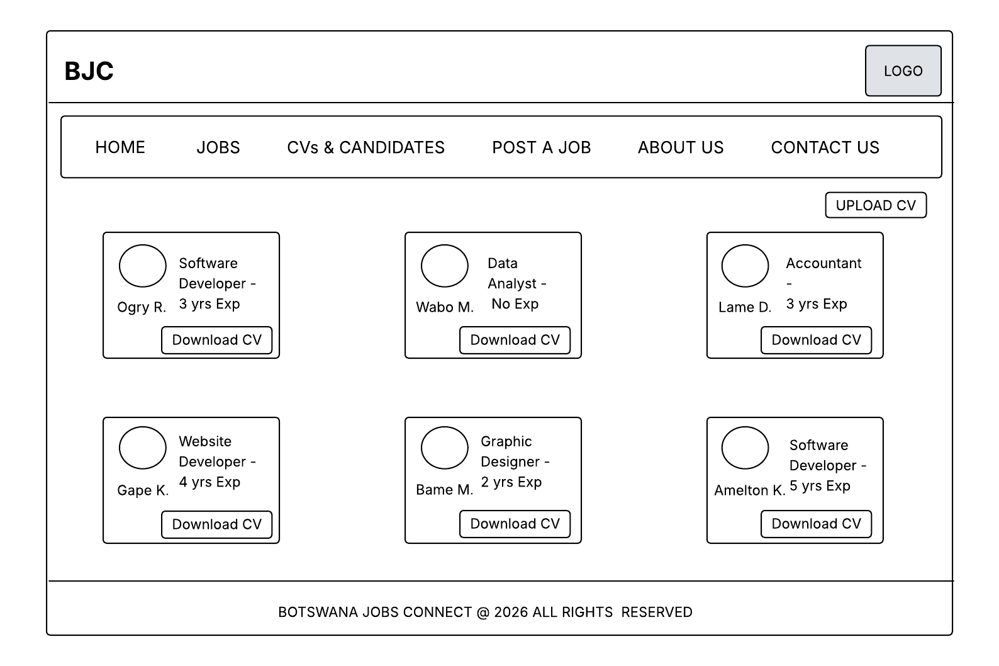 BJC
LOGO
HOME
JOBS
CVs & CANDIDATES
POST A JOB
ABOUT US
CONTACT US
UPLOAD CV
Software
Developer -
3 yrs Exp
Ogry R.
Download CV
Data
Analyst -
No Exp
Wabo M.
Download CV
Accountant
-
3 yrs Exp
Lame D.
Download CV
Website
Developer -
4 yrs Exp
Gape K.
Download CV
Graphic
Designer -
2 yrs Exp
Bame M.
Download CV
Software
Developer -
5 yrs Exp
Amelton K.
Download CV
BOTSWANA JOBS CONNECT @ 2026 ALL RIGHTS  RESERVED